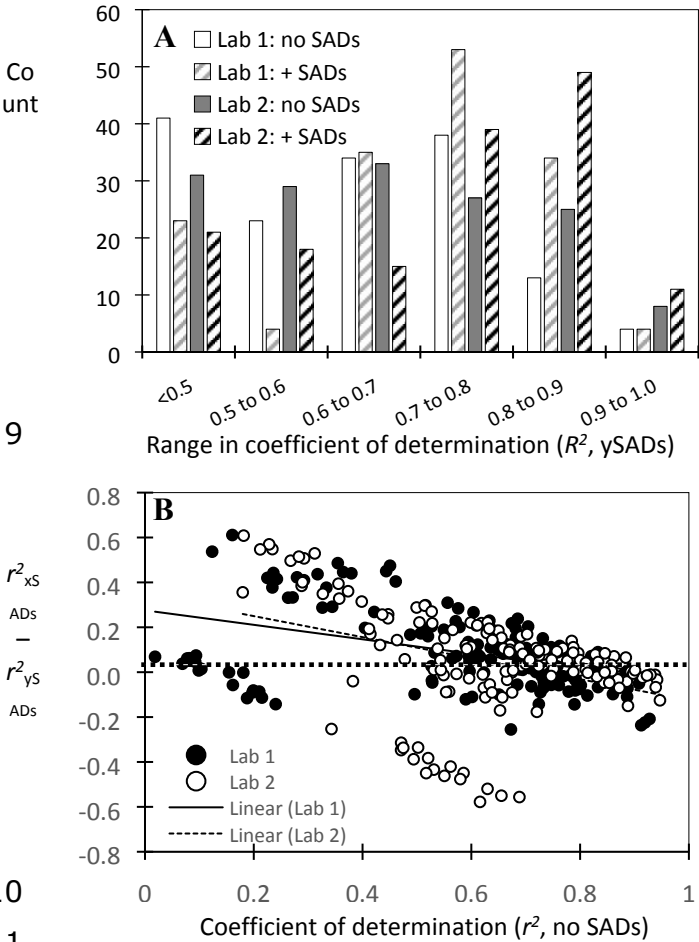 60
50
40
30
20
10
0
Co
unt
A
Lab 1: no SADs
Lab 1: + SADs
Lab 2: no SADs
Lab 2: + SADs
<0.5
0.5 to 0.6
0.6 to 0.7
0.7 to 0.8
0.8 to 0.9
0.9 to 1.0
9
Range in coefficient of determination (R², ySADs)
B
0.8
0.6
0.4
0.2
0.0
-0.2
-0.4
-0.6
-0.8
r²xS
ADs
–
r²yS
ADs
Lab 1
Lab 2
Linear (Lab 1)
Linear (Lab 2)
0 0.2 0.4 0.6 0.8 1
Coefficient of determination (r², no SADs)
.0
1